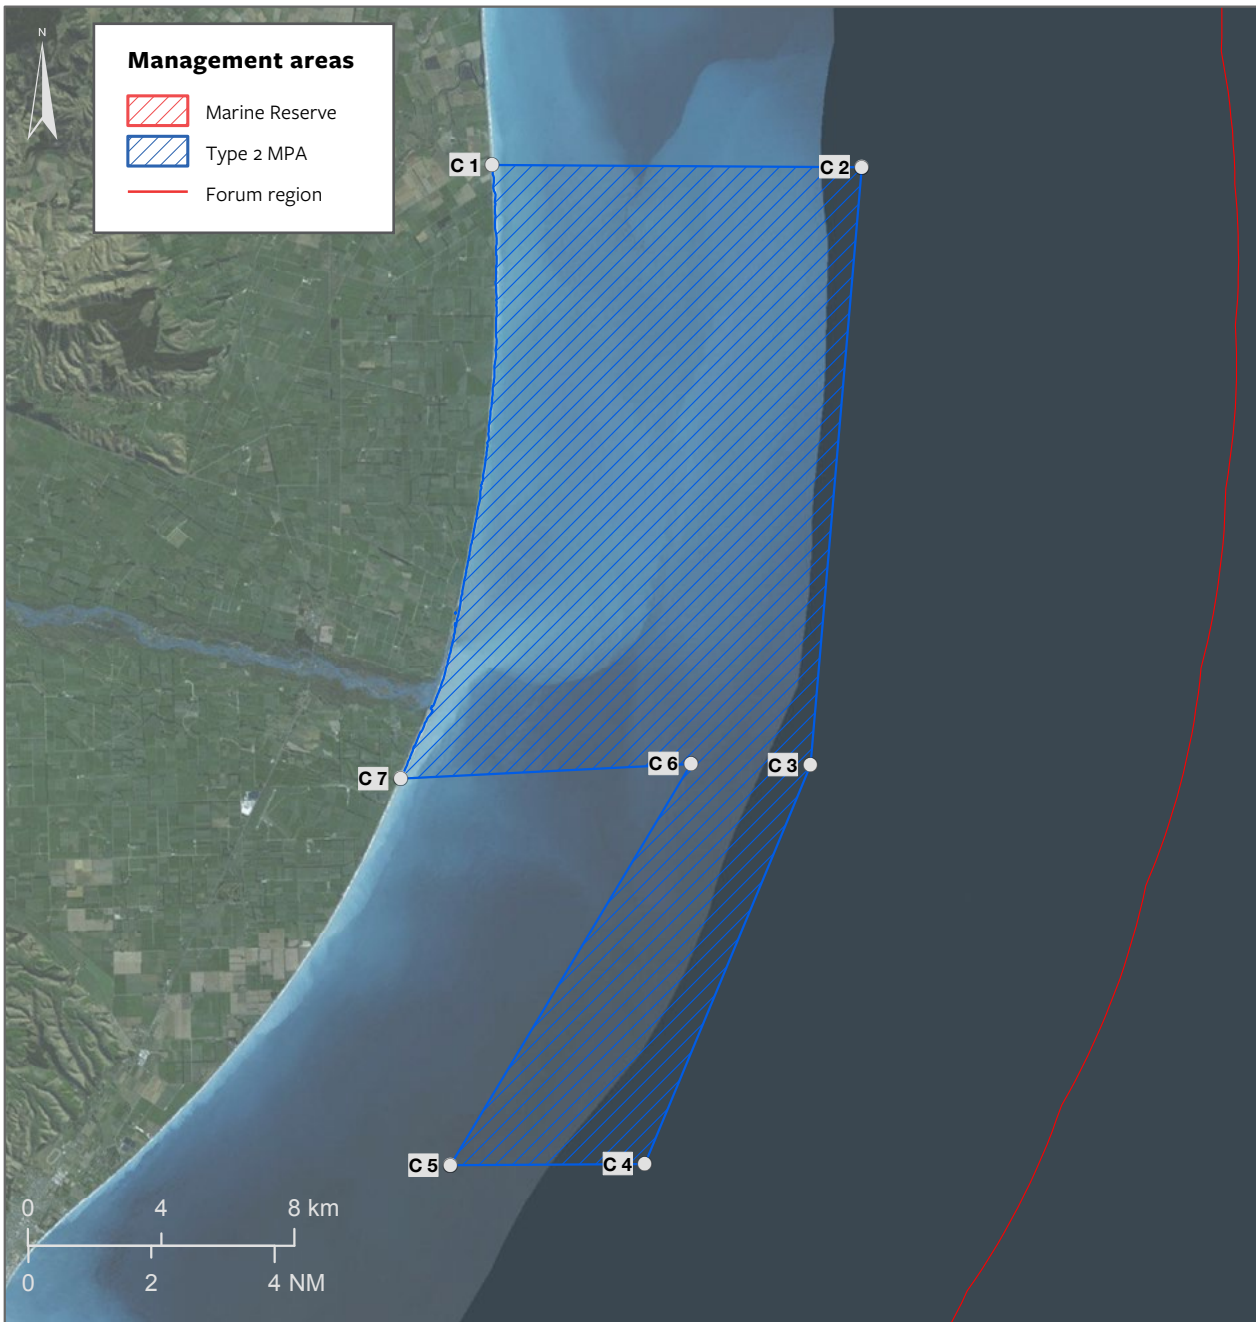 N
Management areas
Marine Reserve
Type 2 MPA
Forum region
C 1
C 2
C 7
C 6
C 3
C 5
C 4
0 4 8 km
0 2 4 NM